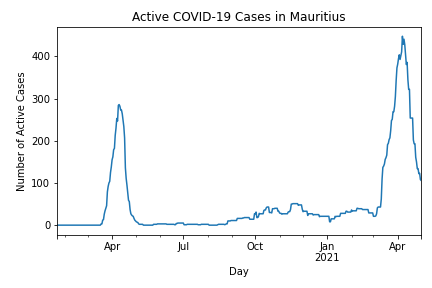 Active COVID-19 Cases in Mauritius
Number of Active Cases
400
300
200
100
0
Apr
Jul
Oct
Jan
2021
Apr
Day